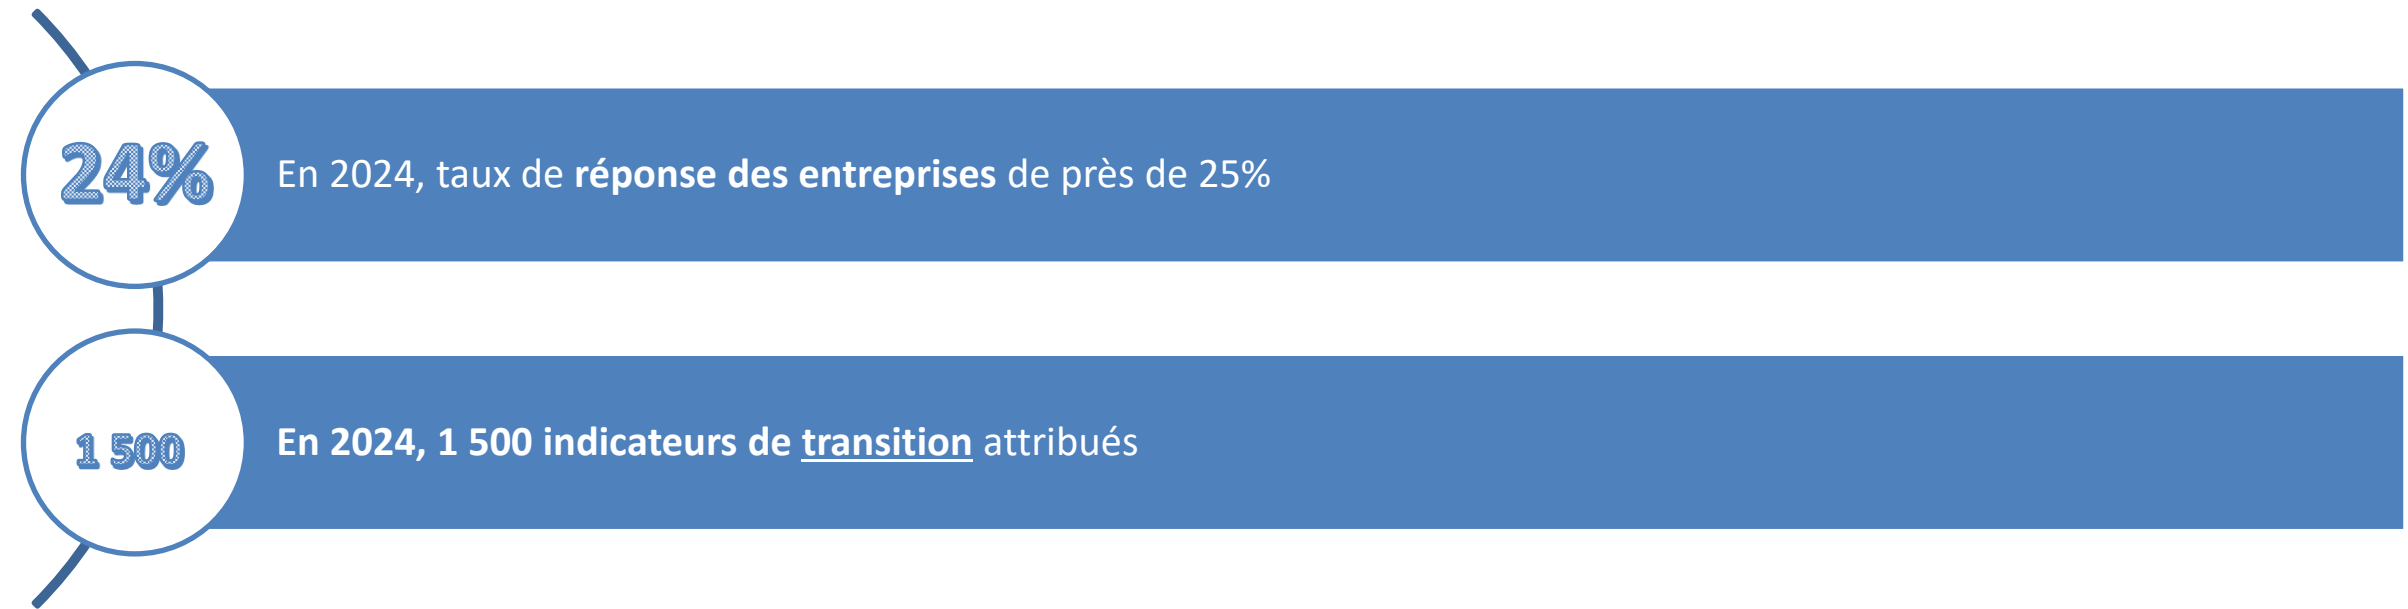 24%
En 2024, taux de réponse des entreprises de près de 25%
1 500
En 2024, 1 500 indicateurs de transition attribués